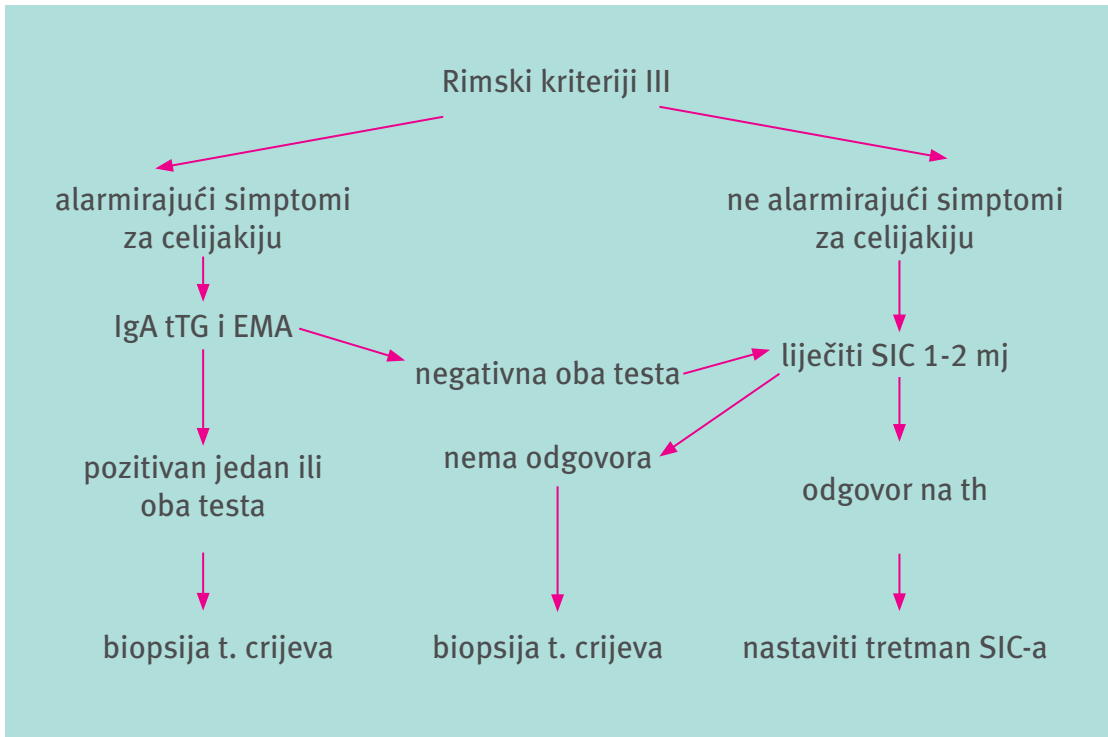 Rimski kriteriji III
alarmirajući simptomi
za celijakiju
ne alarmirajući simptomi
za celijakiju
IgA tTG i EMA
negativna oba testa
liječiti SIC 1-2 mj
pozitivan jedan ili
oba testa
nema odgovora
odgovor na th
biopsija t. crijeva
biopsija t. crijeva
nastaviti tretman SIC-a